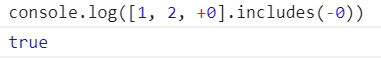 console.log([1, 2, +0].includes(-0))
true